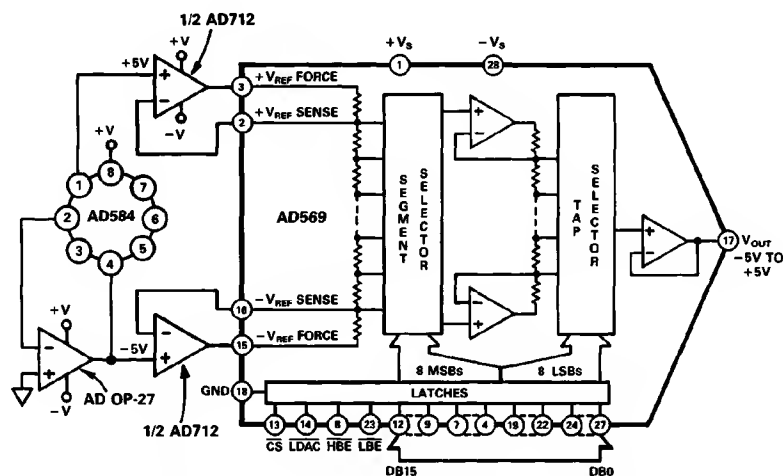 1/2 AD712
+V
+5V
+
−
−V
3
+VREF FORCE
2
+VREF SENSE
+VS
1
−VS
28
+V
8
1
7
2
AD584
6
3
5
4
AD569
SEGMENT
SELECTOR
+
−
−
+
TAP
SELECTOR
+
−
17
VOUT
−5V TO
+5V
16
−VREF SENSE
15
−VREF FORCE
+V
−
+
−5V
−
+
−V
AD OP-27
1/2 AD712
8 MSBs
8 LSBs
GND
18
LATCHES
13
14
8
23
12
9
7
4
19
22
24
27
CS
LDAC
HBE
LBE
DB15
DB0